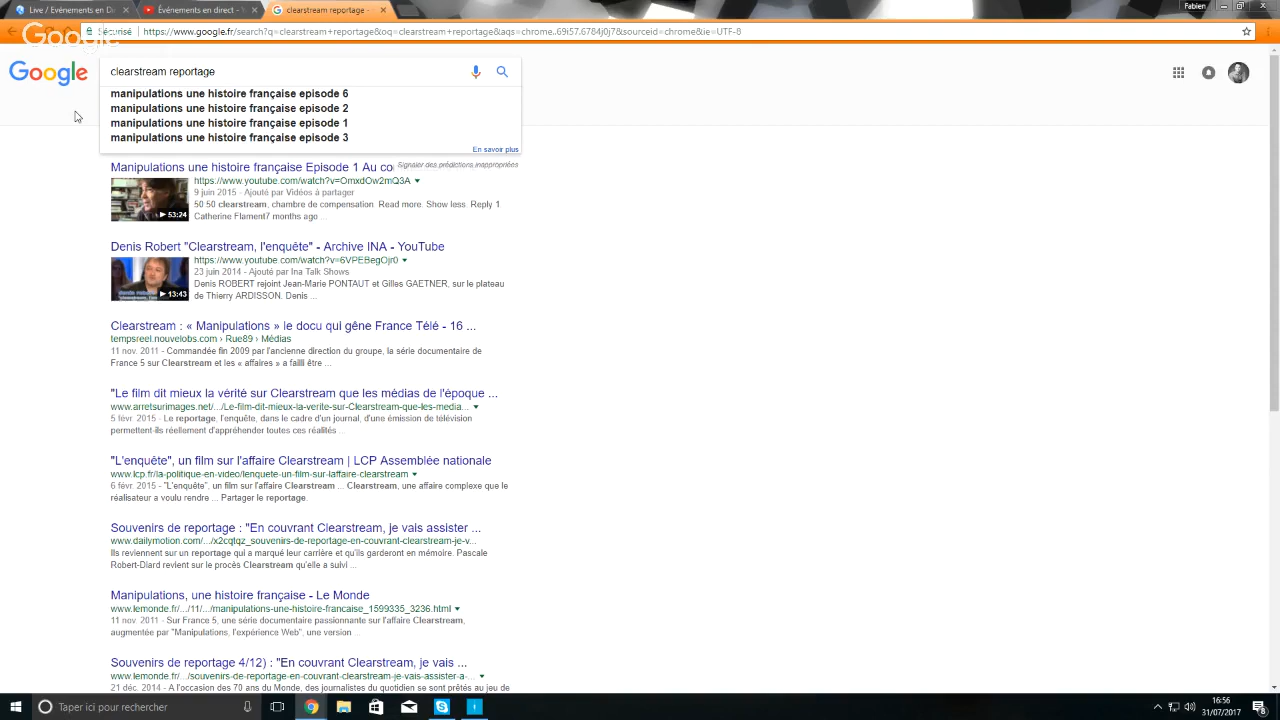 Live / Événements en Dir
Événements en direct -
clearstream reportage -
Fabien
Sécurisé
https://www.google.fr/search?q=clearstream+reportage&oq=clearstream+reportage&aqs=chrome..69i57.6784j0j7&sourceid=chrome&ie=UTF-8
Google
Google
clearstream reportage
manipulations une histoire française episode 6
manipulations une histoire française episode 2
manipulations une histoire française episode 1
manipulations une histoire française episode 3
En savoir plus
Signaler des prédictions inappropriées
Manipulations une histoire française Episode 1 Au co
https://www.youtube.com/watch?v=OmxdOw2mQ3A
9 juin 2015 - Ajouté par Vidéos à partager
50:50 clearstream, chambre de compensation. Read more. Show less. Reply 1
Catherine Flament7 months ago ...
53:24
Denis Robert "Clearstream, l'enquête" - Archive INA - YouTube
https://www.youtube.com/watch?v=6VPEBegOjr0
23 juin 2014 - Ajouté par Ina Talk Shows
Denis ROBERT rejoint Jean-Marie PONTAUT et Gilles GAETNER, sur le plateau
de Thierry ARDISSON. Denis ...
13:43
Clearstream : « Manipulations » le docu qui gêne France Télé - 16 ...
tempsreel.nouvelobs.com › Rue89 › Médias
11 nov. 2011 - Commandée fin 2009 par l'ancienne direction du groupe, la série documentaire de
France 5 sur Clearstream et les « affaires » a failli être ...
"Le film dit mieux la vérité sur Clearstream que les médias de l'époque ...
www.arretsurimages.net/.../Le-film-dit-mieux-la-verite-sur-Clearstream-que-les-media...
5 févr. 2015 - Le reportage, l'enquête, dans le cadre d'un journal, d'une émission de télévision
permettent-ils réellement d'appréhender toutes ces réalités ...
"L'enquête", un film sur l'affaire Clearstream | LCP Assemblée nationale
www.lcp.fr/la-politique-en-video/lenquete-un-film-sur-laffaire-clearstream
6 févr. 2015 - "L'enquête", un film sur l'affaire Clearstream ... Clearstream, une affaire complexe que le
réalisateur a voulu rendre ... Partager le reportage.
Souvenirs de reportage : "En couvrant Clearstream, je vais assister ...
www.dailymotion.com/.../x2cqtqz_souvenirs-de-reportage-en-couvrant-clearstream-je-v...
Ils reviennent sur un reportage qui a marqué leur carrière et qu'ils garderont en mémoire. Pascale
Robert-Diard revient sur le procès Clearstream qu'elle a suivi ...
Manipulations, une histoire française - Le Monde
www.lemonde.fr/.../11/.../manipulations-une-histoire-francaise_1599335_3236.html
11 nov. 2011 - Sur France 5, une série documentaire passionnante sur l'affaire Clearstream,
augmentée par "Manipulations, l'expérience Web", une version ...
Souvenirs de reportage 4/12) : "En couvrant Clearstream, je vais ...
www.lemonde.fr/.../souvenirs-de-reportage-en-couvrant-clearstream-je-vais-assister-a-...
21 déc. 2014 - A l'occasion des 70 ans du Monde, des journalistes du quotidien se sont prêtés au jeu de
Taper ici pour rechercher
16:56
31/07/2017
8